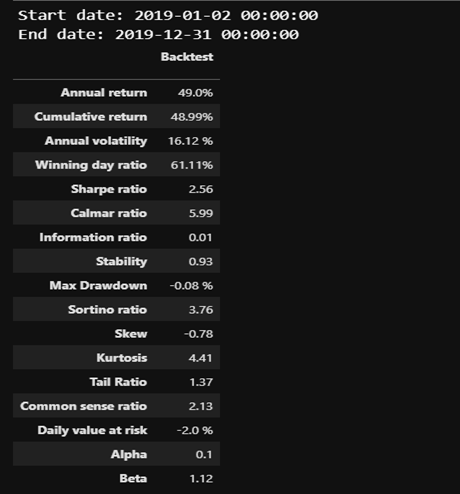 Start date: 2019-01-02 00:00:00
End date: 2019-12-31 00:00:00
Backtest
Annual return 49.0%
Cumulative return 48.99%
Annual volatility 16.12 %
Winning day ratio 61.11%
Sharpe ratio 2.56
Calmar ratio 5.99
Information ratio 0.01
Stability 0.93
Max Drawdown -0.08 %
Sortino ratio 3.76
Skew -0.78
Kurtosis 4.41
Tail Ratio 1.37
Common sense ratio 2.13
Daily value at risk -2.0 %
Alpha 0.1
Beta 1.12